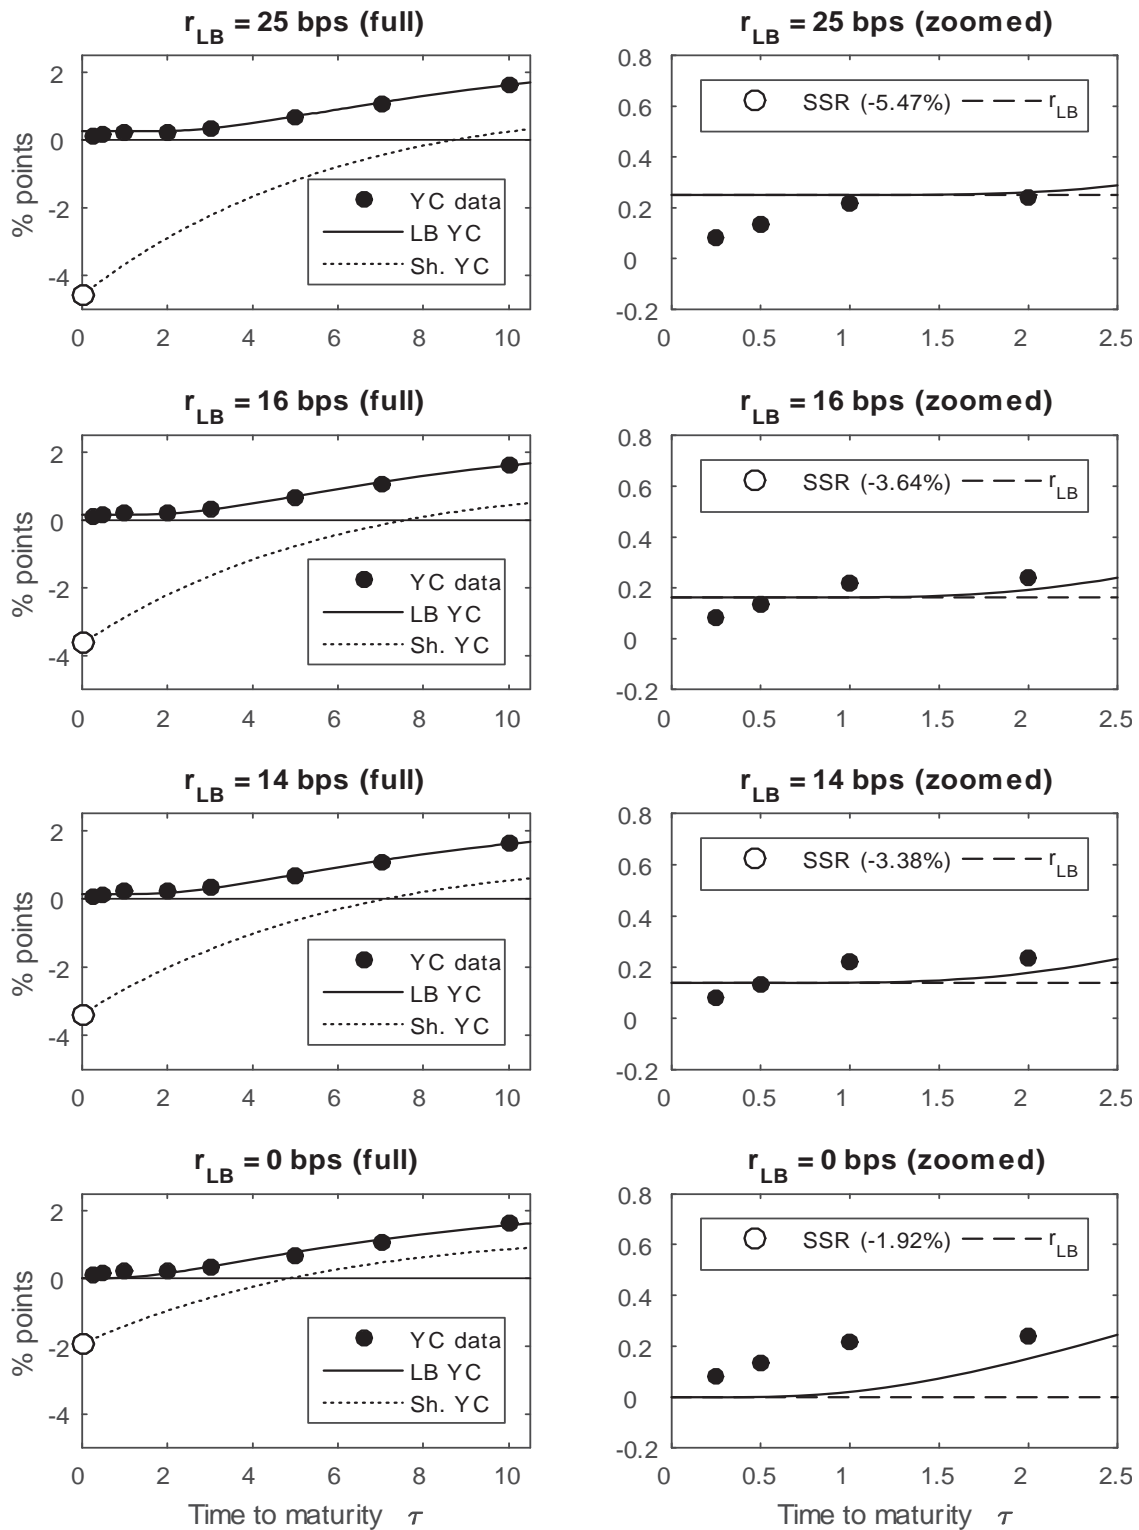 r_LB = 25 bps (full)
2
0
-2
-4
% points
YC data
LB YC
Sh. YC
0 2 4 6 8 10
r_LB = 25 bps (zoomed)
0.8
0.6
0.4
0.2
0
-0.2
SSR (-5.47%) r_LB
0 0.5 1 1.5 2 2.5
r_LB = 16 bps (full)
2
0
-2
-4
% points
YC data
LB YC
Sh. YC
0 2 4 6 8 10
r_LB = 16 bps (zoomed)
0.8
0.6
0.4
0.2
0
-0.2
SSR (-3.64%) r_LB
0 0.5 1 1.5 2 2.5
r_LB = 14 bps (full)
2
0
-2
-4
% points
YC data
LB YC
Sh. YC
0 2 4 6 8 10
r_LB = 14 bps (zoomed)
0.8
0.6
0.4
0.2
0
-0.2
SSR (-3.38%) r_LB
0 0.5 1 1.5 2 2.5
r_LB = 0 bps (full)
2
0
-2
-4
% points
YC data
LB YC
Sh. YC
0 2 4 6 8 10
Time to maturity τ
r_LB = 0 bps (zoomed)
0.8
0.6
0.4
0.2
0
-0.2
SSR (-1.92%) r_LB
0 0.5 1 1.5 2 2.5
Time to maturity τ